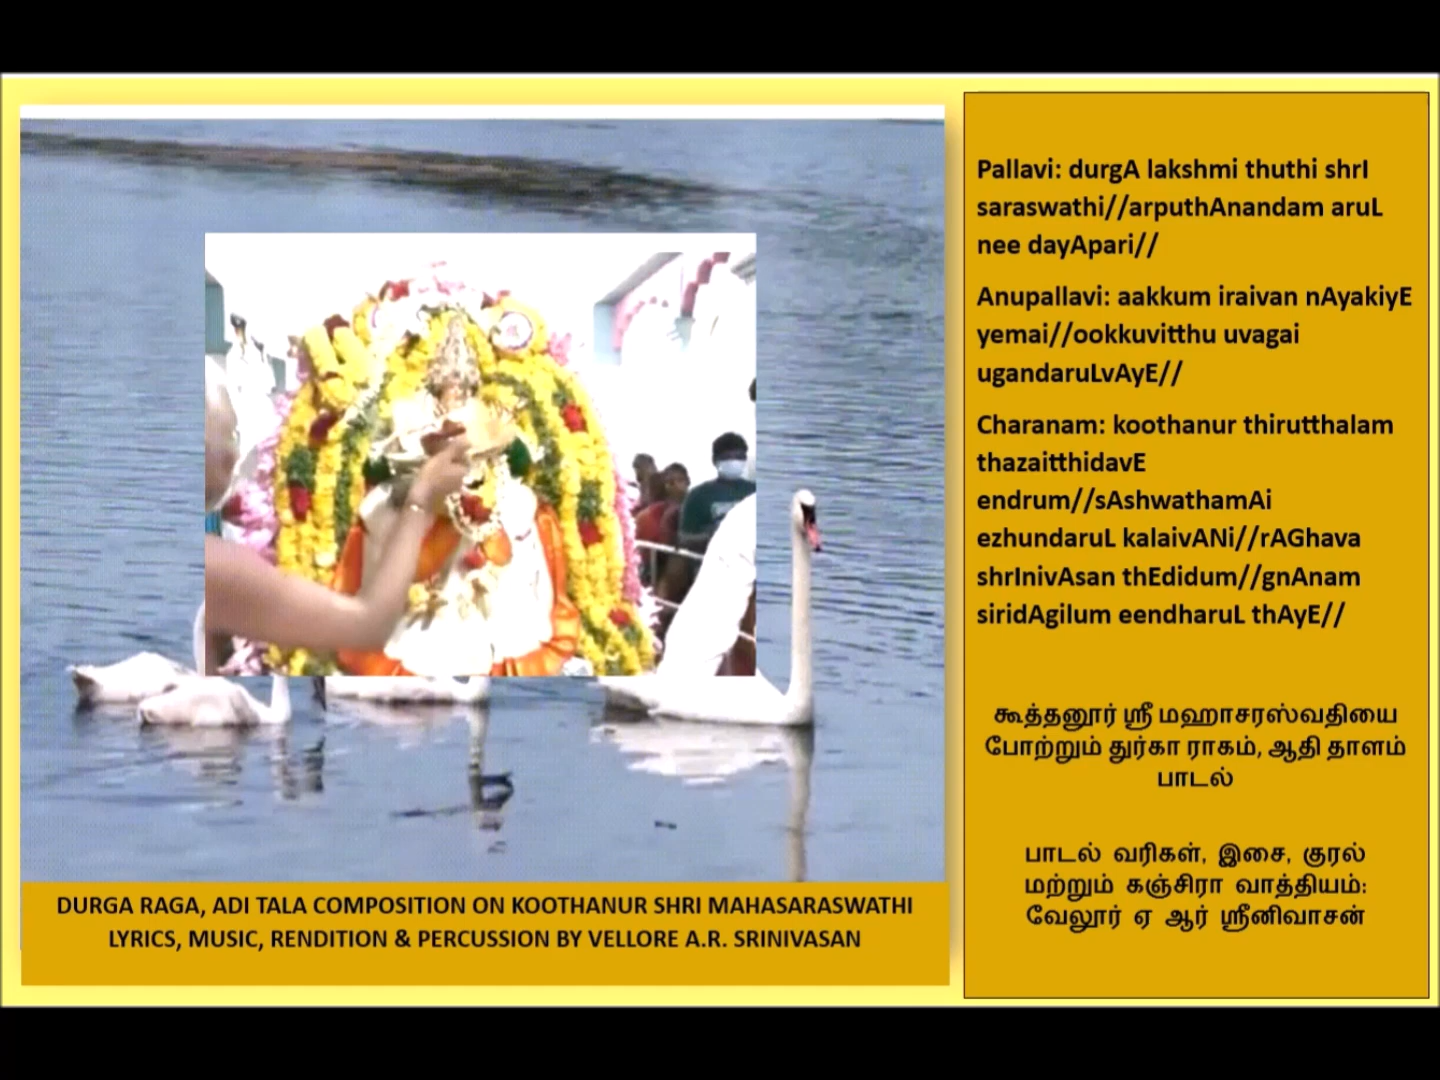 Pallavi: durgA lakshmi thuthi shrI
saraswathi//arputhAnandam aruL
nee dayApari//
Anupallavi: aakkum iraivan nAyakiyE
yemai//ookkuvitthu uvagai
ugandaruLvAyE//
Charanam: koothanur thirutthalam
thazaitthidavE
endrum//sAshwathamAi
ezhundaruL kalaivANi//rAGhava
shrInivAsan thEdidum//gnAnam
siridAgilum eendharuL thAyE//
கூத்தனூர் ஸ்ரீ மஹாசரஸ்வதியை
போற்றும் துர்கா ராகம், ஆதி தாளம்
பாடல்
பாடல் வரிகள், இசை, குரல்
மற்றும் கஞ்சிரா வாத்தியம்:
வேலூர் ஏ ஆர் ஸ்ரீனிவாசன்
DURGA RAGA, ADI TALA COMPOSITION ON KOOTHANUR SHRI MAHASARASWATHI
LYRICS, MUSIC, RENDITION & PERCUSSION BY VELLORE A.R. SRINIVASAN